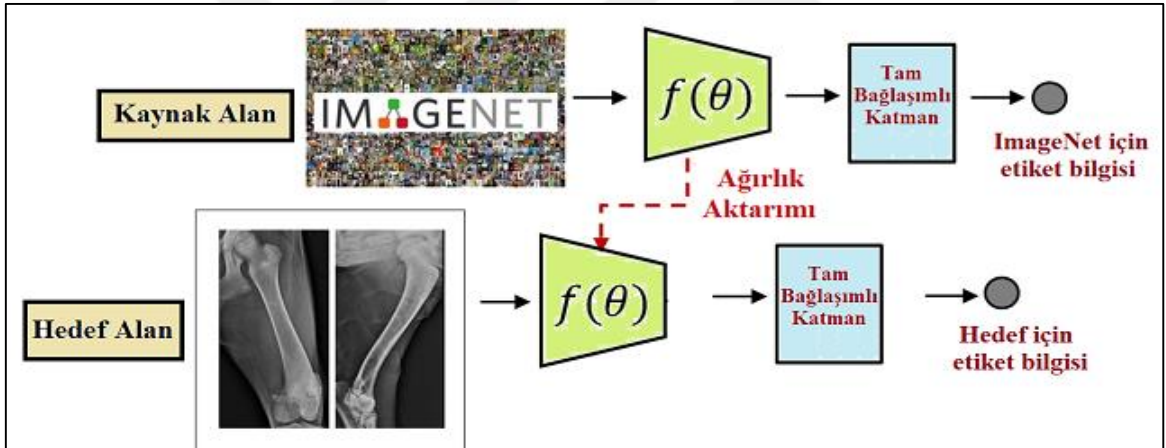 Kaynak Alan
IMAGENET
f(θ)
Tam
Bağlaşımlı
Katman
ImageNet için
etiket bilgisi
Ağırlık
Aktarımı
Hedef Alan
f(θ)
Tam
Bağlaşımlı
Katman
Hedef için
etiket bilgisi